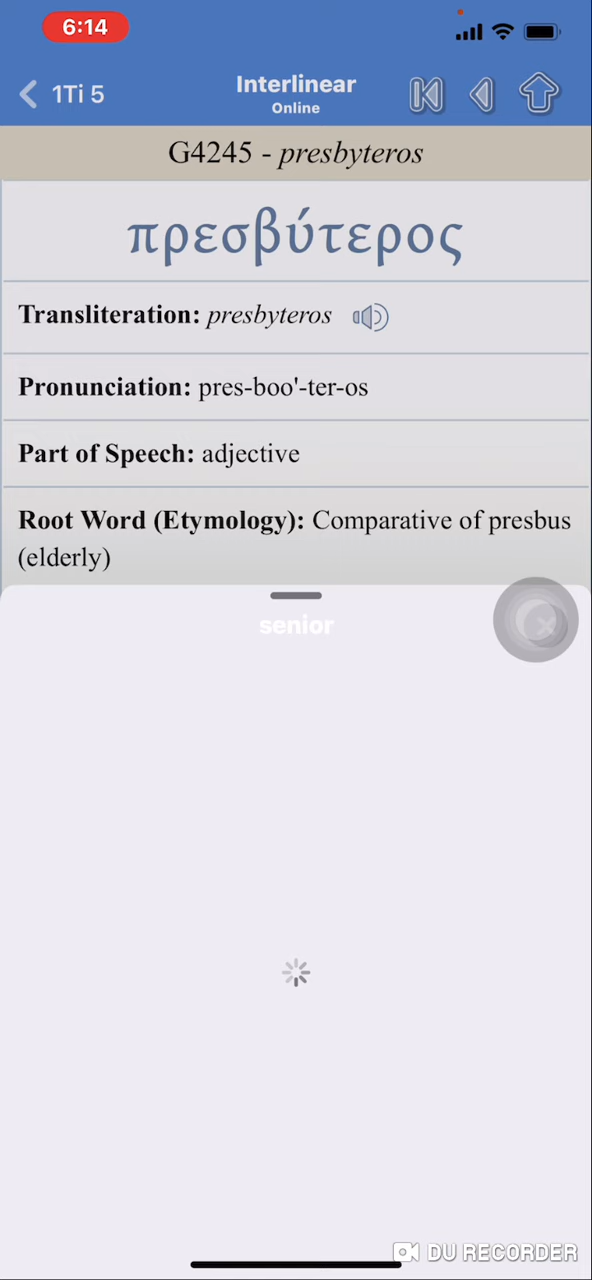 6:14
1Ti 5
Interlinear
Online
G4245 - presbyteros
πρεσβύτερος
Transliteration: presbyteros
Pronunciation: pres-boo'-ter-os
Part of Speech: adjective
Root Word (Etymology): Comparative of presbus
(elderly)
senior
DU RECORDER